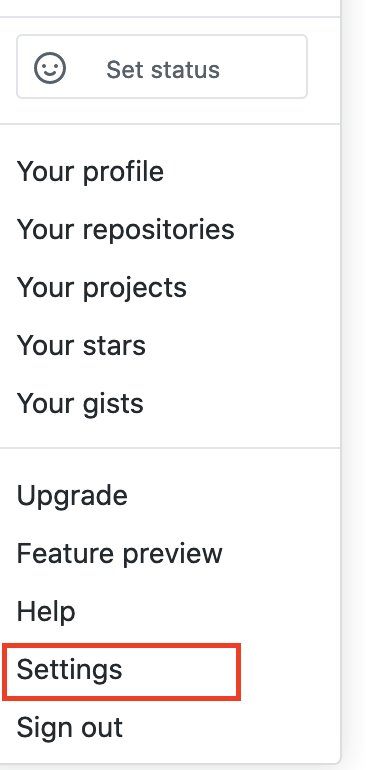 Set status
Your profile
Your repositories
Your projects
Your stars
Your gists
Upgrade
Feature preview
Help
Settings
Sign out